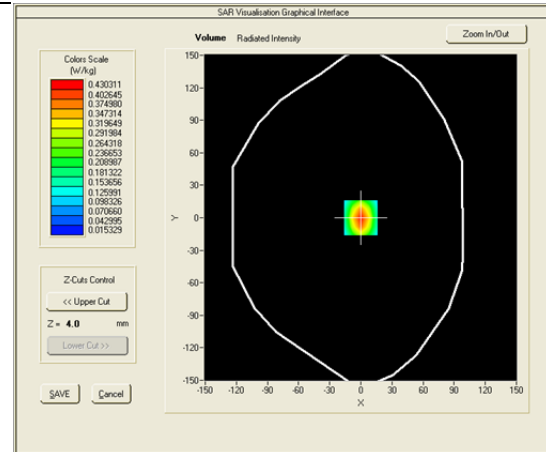 SAR Visualisation Graphical Interface
Volume Radiated Intensity
Zoom In/Out
Colors Scale
(W/kg)
0.430311
0.402645
0.374980
0.347314
0.319649
0.291984
0.264318
0.236653
0.208987
0.181322
0.153656
0.125991
0.098326
0.070660
0.042995
0.015329
Z-Cuts Control
<< Upper Cut
Z = 4.0 mm
Lower Cut >>
SAVE Cancel
150
120
90
60
30
0
-30
-60
-90
-120
-150
Y
-150 -120 -90 -60 -30 0 30 60 90 120 150
X